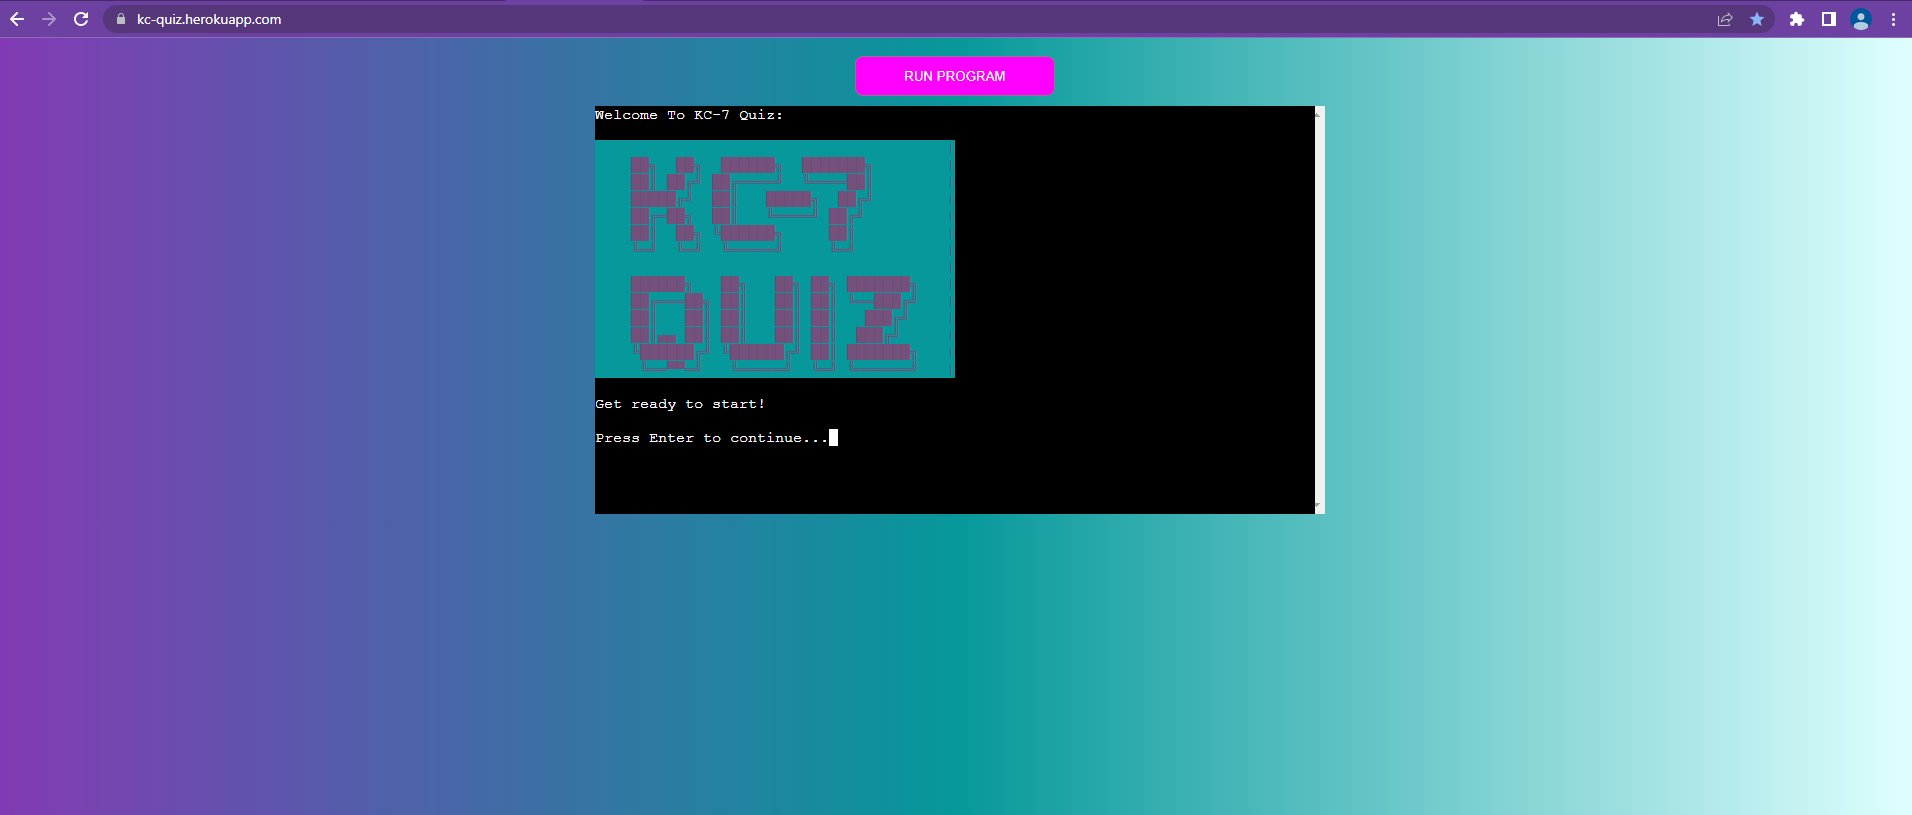 kc-quiz.herokuapp.com
RUN PROGRAM
Welcome To KC-7 Quiz:
KC-7
QUIZ
Get ready to start!
Press Enter to continue...